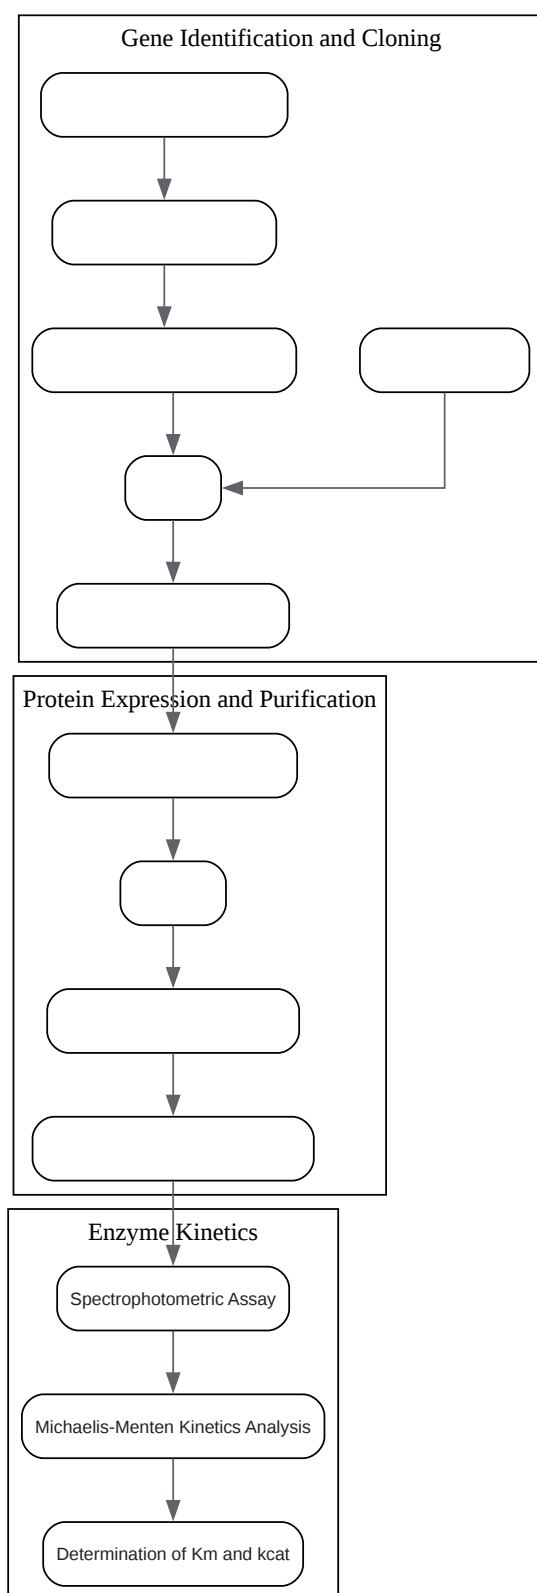 Gene Identification and Cloning
Protein Expression and Purification
Enzyme Kinetics
Spectrophotometric Assay
Michaelis-Menten Kinetics Analysis
Determination of Km and kcat